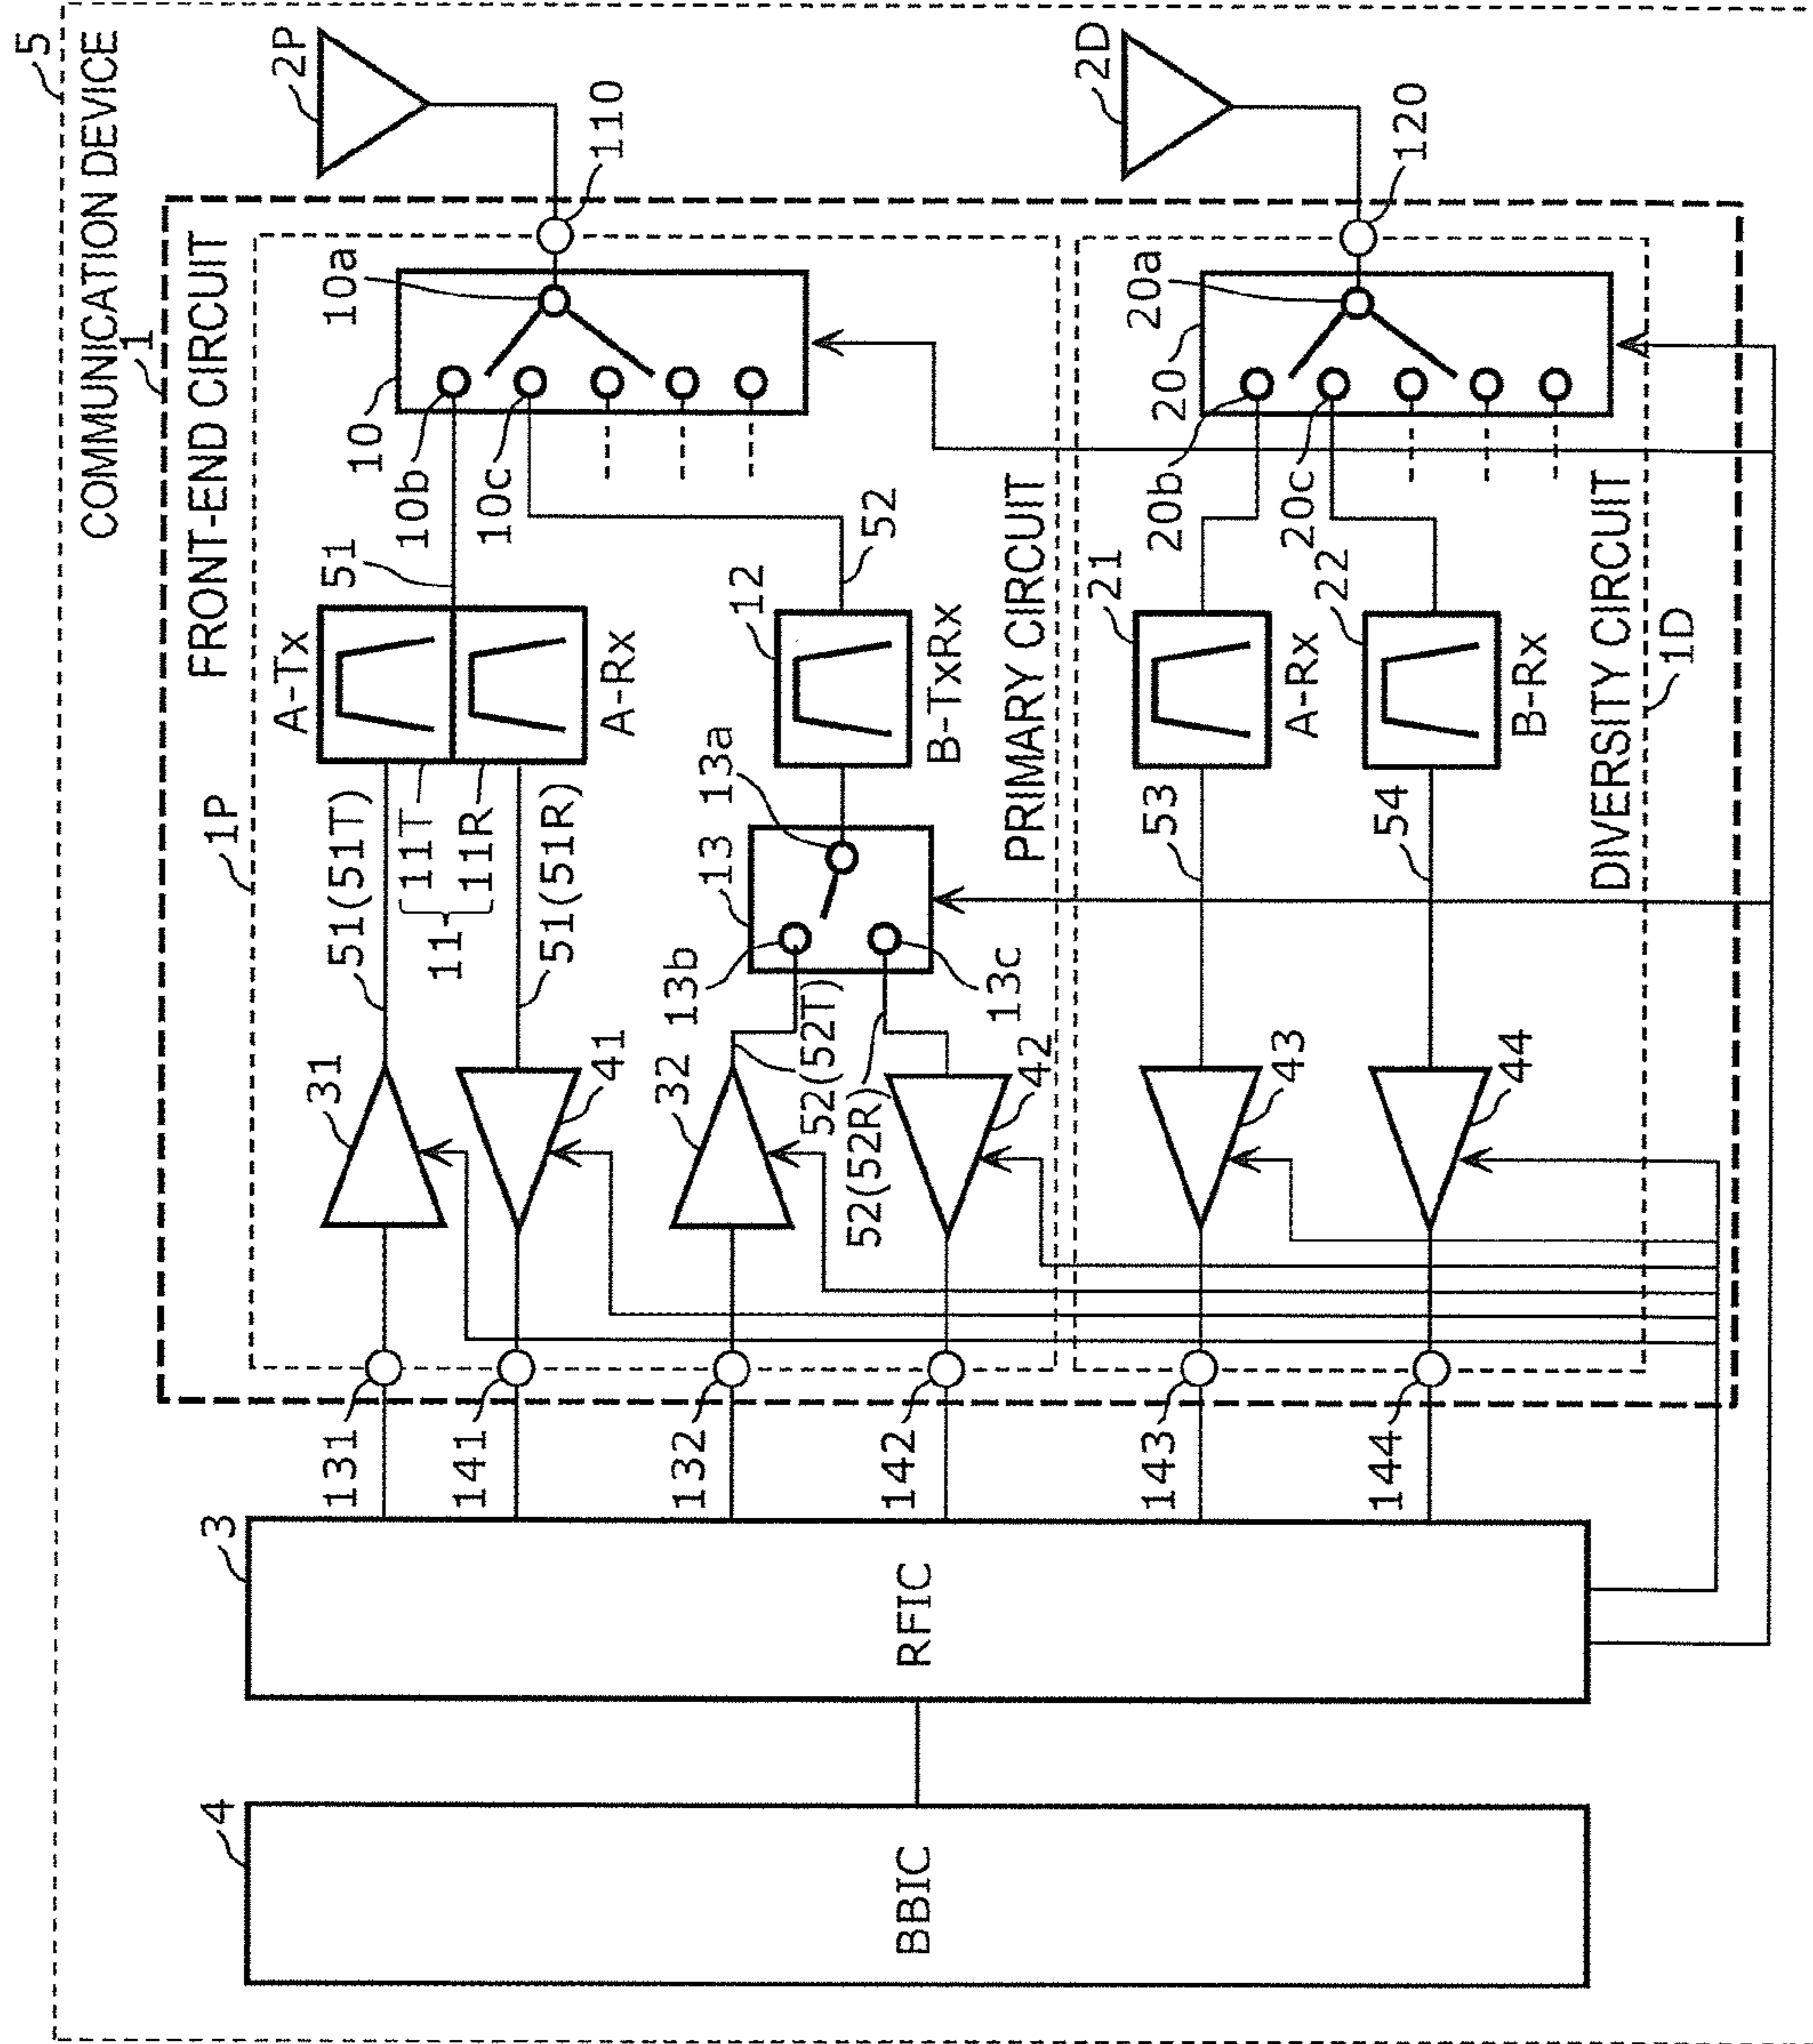 5
COMMUNICATION DEVICE
1
FRONT-END CIRCUIT
1P
2P
110
10a
10
10b
10c
51
A-Tx
A-Rx
51(51T)
11
11T
11R
51(51R)
31
41
131
141
52
12
B-TxRx
13a
13
13b
13c
52(52T)
52(52R)
32
42
132
142
PRIMARY CIRCUIT
2D
120
20a
20
20b
20c
21
A-Rx
22
B-Rx
53
54
43
44
143
144
DIVERSITY CIRCUIT
1D
3
RFIC
4
BBIC